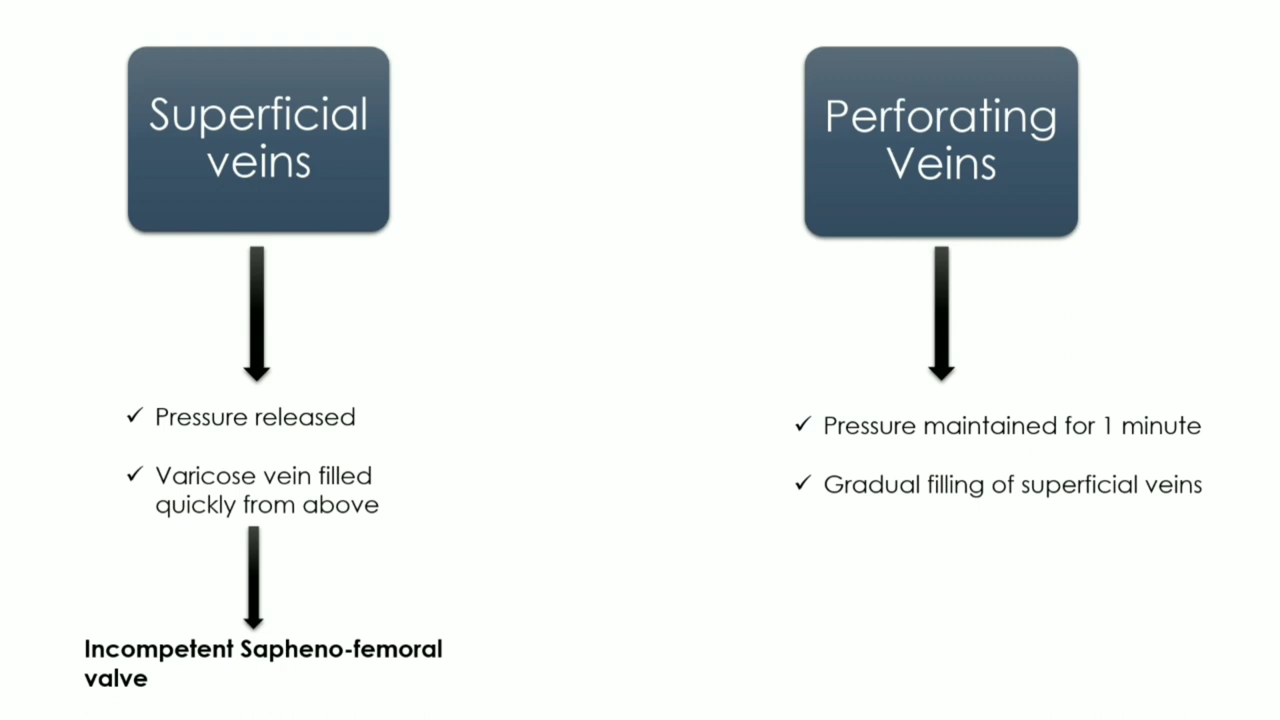 Superficial
veins
✓ Pressure released
✓ Varicose vein filled
quickly from above
Incompetent Sapheno-femoral
valve
Perforating
Veins
✓ Pressure maintained for 1 minute
✓ Gradual filling of superficial veins